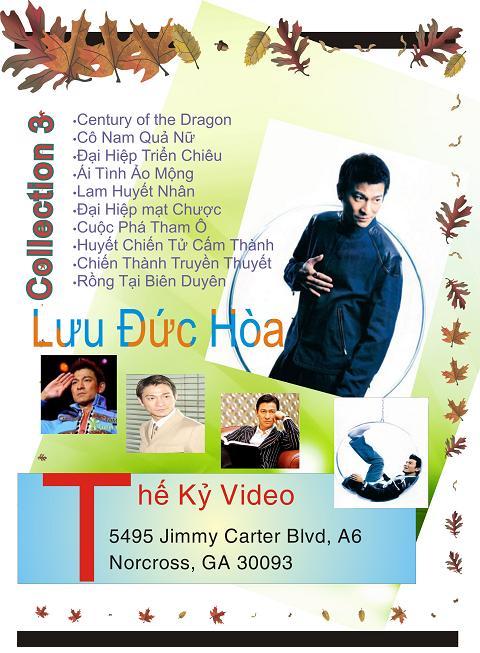 Collection 3
•Century of the Dragon
•Cô Nam Quả Nữ
•Đại Hiệp Triển Chiêu
•Ái Tình Ảo Mộng
•Lam Huyết Nhân
•Đại Hiệp mạt Chược
•Cuộc Phá Tham Ô
•Huyết Chiến Tử Cấm Thành
•Chiến Thành Truyền Thuyết
•Rồng Tại Biên Duyên
Lưu Đức Hòa
Thế Kỷ Video
5495 Jimmy Carter Blvd, A6
Norcross, GA 30093